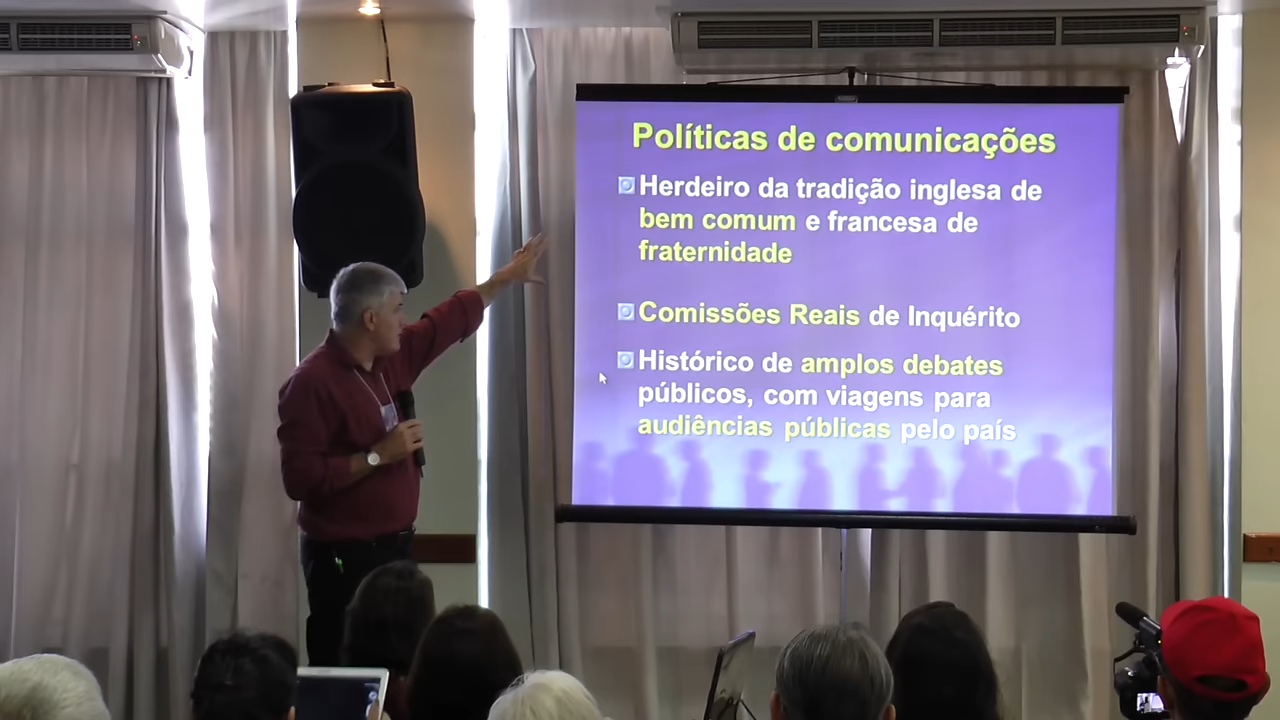 Políticas de comunicações
Herdeiro da tradição inglesa de
bem comum e francesa de
fraternidade
Comissões Reais de Inquérito
Histórico de amplos debates
públicos, com viagens para
audiências públicas pelo país